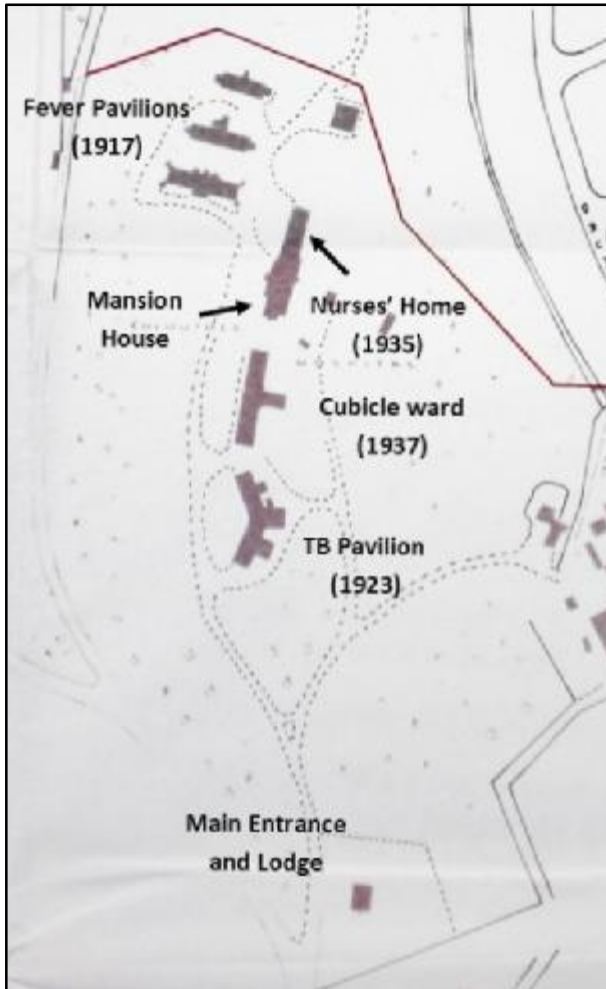 Fever Pavilions
(1917)
Mansion
House
Nurses' Home
(1935)
Cubicle ward
(1937)
TB Pavilion
(1923)
Main Entrance
and Lodge